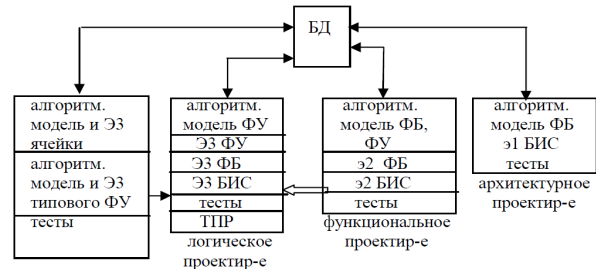 БД
алгоритм.
модель и ЭЗ
ячейки
алгоритм.
модель и ЭЗ
типового ФУ
тесты
алгоритм.
модель ФУ
ЭЗ ФУ
ЭЗ ФБ
ЭЗ БИС
тесты
ТПР
логическое
проектир-е
алгоритм.
модель ФБ,
ФУ
э2 ФБ
э2 БИС
тесты
функциональное
проектир-е
алгоритм.
модель ФБ
э1 БИС
тесты
архитектурное
проектир-е